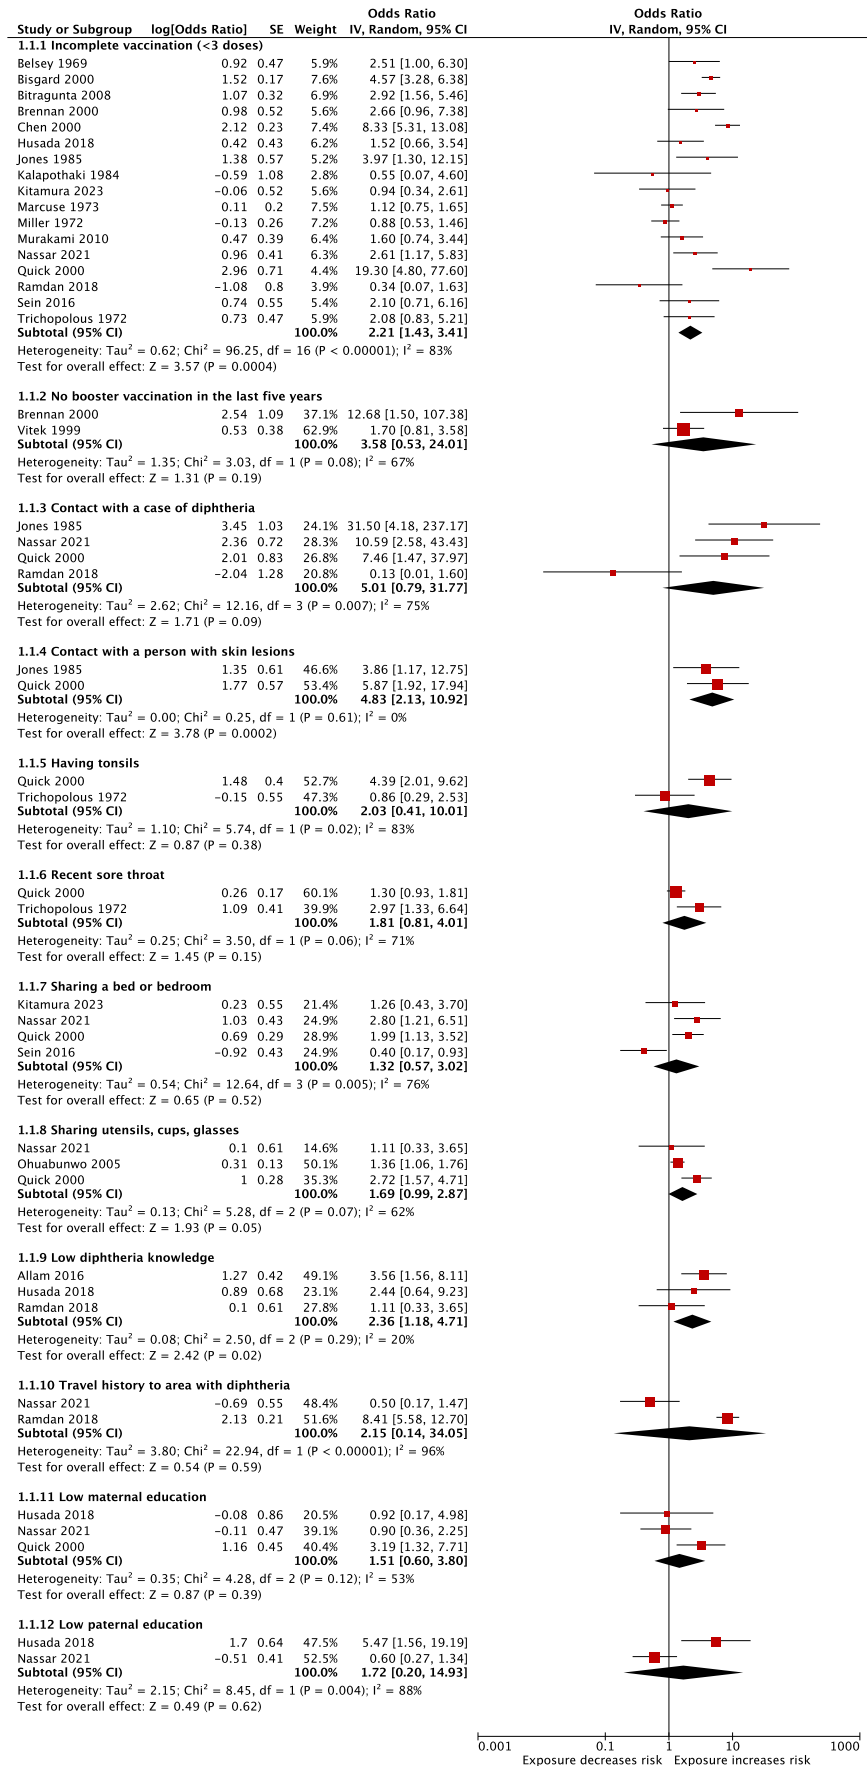 Odds Ratio Odds Ratio
Study or Subgroup log[Odds Ratio] SE Weight IV, Random, 95% CI IV, Random, 95% CI
1.1.1 Incomplete vaccination (<3 doses)
Belsey 1969 0.92 0.47 5.9% 2.51 [1.00, 6.30]
Bisgard 2000 1.52 0.17 7.6% 4.57 [3.28, 6.38]
Bitragunta 2008 1.07 0.32 6.9% 2.92 [1.56, 5.46]
Brennan 2000 0.98 0.52 5.6% 2.66 [0.96, 7.38]
Chen 2000 2.12 0.23 7.4% 8.33 [5.31, 13.08]
Husada 2018 0.42 0.43 6.2% 1.52 [0.66, 3.54]
Jones 1985 1.38 0.57 5.2% 3.97 [1.30, 12.15]
Kalapothaki 1984 −0.59 1.08 2.8% 0.55 [0.07, 4.60]
Kitamura 2023 −0.06 0.52 5.6% 0.94 [0.34, 2.61]
Marcuse 1973 0.11 0.2 7.5% 1.12 [0.75, 1.65]
Miller 1972 −0.13 0.26 7.2% 0.88 [0.53, 1.46]
Murakami 2010 0.47 0.39 6.4% 1.60 [0.74, 3.44]
Nassar 2021 0.96 0.41 6.3% 2.61 [1.17, 5.83]
Quick 2000 2.96 0.71 4.4% 19.30 [4.80, 77.60]
Ramdan 2018 −1.08 0.8 3.9% 0.34 [0.07, 1.63]
Sein 2016 0.74 0.55 5.4% 2.10 [0.71, 6.16]
Trichopolous 1972 0.73 0.47 5.9% 2.08 [0.83, 5.21]
Subtotal (95% CI) 100.0% 2.21 [1.43, 3.41]
Heterogeneity: Tau² = 0.62; Chi² = 96.25, df = 16 (P < 0.00001); I² = 83%
Test for overall effect: Z = 3.57 (P = 0.0004)
1.1.2 No booster vaccination in the last five years
Brennan 2000 2.54 1.09 37.1% 12.68 [1.50, 107.38]
Vitek 1999 0.53 0.38 62.9% 1.70 [0.81, 3.58]
Subtotal (95% CI) 100.0% 3.58 [0.53, 24.01]
Heterogeneity: Tau² = 1.35; Chi² = 3.03, df = 1 (P = 0.08); I² = 67%
Test for overall effect: Z = 1.31 (P = 0.19)
1.1.3 Contact with a case of diphtheria
Jones 1985 3.45 1.03 24.1% 31.50 [4.18, 237.17]
Nassar 2021 2.36 0.72 28.3% 10.59 [2.58, 43.43]
Quick 2000 2.01 0.83 26.8% 7.46 [1.47, 37.97]
Ramdan 2018 −2.04 1.28 20.8% 0.13 [0.01, 1.60]
Subtotal (95% CI) 100.0% 5.01 [0.79, 31.77]
Heterogeneity: Tau² = 2.62; Chi² = 12.16, df = 3 (P = 0.007); I² = 75%
Test for overall effect: Z = 1.71 (P = 0.09)
1.1.4 Contact with a person with skin lesions
Jones 1985 1.35 0.61 46.6% 3.86 [1.17, 12.75]
Quick 2000 1.77 0.57 53.4% 5.87 [1.92, 17.94]
Subtotal (95% CI) 100.0% 4.83 [2.13, 10.92]
Heterogeneity: Tau² = 0.00; Chi² = 0.25, df = 1 (P = 0.61); I² = 0%
Test for overall effect: Z = 3.78 (P = 0.0002)
1.1.5 Having tonsils
Quick 2000 1.48 0.4 52.7% 4.39 [2.01, 9.62]
Trichopolous 1972 −0.15 0.55 47.3% 0.86 [0.29, 2.53]
Subtotal (95% CI) 100.0% 2.03 [0.41, 10.01]
Heterogeneity: Tau² = 1.10; Chi² = 5.74, df = 1 (P = 0.02); I² = 83%
Test for overall effect: Z = 0.87 (P = 0.38)
1.1.6 Recent sore throat
Quick 2000 0.26 0.17 60.1% 1.30 [0.93, 1.81]
Trichopolous 1972 1.09 0.41 39.9% 2.97 [1.33, 6.64]
Subtotal (95% CI) 100.0% 1.81 [0.81, 4.01]
Heterogeneity: Tau² = 0.25; Chi² = 3.50, df = 1 (P = 0.06); I² = 71%
Test for overall effect: Z = 1.45 (P = 0.15)
1.1.7 Sharing a bed or bedroom
Kitamura 2023 0.23 0.55 21.4% 1.26 [0.43, 3.70]
Nassar 2021 1.03 0.43 24.9% 2.80 [1.21, 6.51]
Quick 2000 0.69 0.29 28.9% 1.99 [1.13, 3.52]
Sein 2016 −0.92 0.43 24.9% 0.40 [0.17, 0.93]
Subtotal (95% CI) 100.0% 1.32 [0.57, 3.02]
Heterogeneity: Tau² = 0.54; Chi² = 12.64, df = 3 (P = 0.005); I² = 76%
Test for overall effect: Z = 0.65 (P = 0.52)
1.1.8 Sharing utensils, cups, glasses
Nassar 2021 0.1 0.61 14.6% 1.11 [0.33, 3.65]
Ohuabunwo 2005 0.31 0.13 50.1% 1.36 [1.06, 1.76]
Quick 2000 1 0.28 35.3% 2.72 [1.57, 4.71]
Subtotal (95% CI) 100.0% 1.69 [0.99, 2.87]
Heterogeneity: Tau² = 0.13; Chi² = 5.28, df = 2 (P = 0.07); I² = 62%
Test for overall effect: Z = 1.93 (P = 0.05)
1.1.9 Low diphtheria knowledge
Allam 2016 1.27 0.42 49.1% 3.56 [1.56, 8.11]
Husada 2018 0.89 0.68 23.1% 2.44 [0.64, 9.23]
Ramdan 2018 0.1 0.61 27.8% 1.11 [0.33, 3.65]
Subtotal (95% CI) 100.0% 2.36 [1.18, 4.71]
Heterogeneity: Tau² = 0.08; Chi² = 2.50, df = 2 (P = 0.29); I² = 20%
Test for overall effect: Z = 2.42 (P = 0.02)
1.1.10 Travel history to area with diphtheria
Nassar 2021 −0.69 0.55 48.4% 0.50 [0.17, 1.47]
Ramdan 2018 2.13 0.21 51.6% 8.41 [5.58, 12.70]
Subtotal (95% CI) 100.0% 2.15 [0.14, 34.05]
Heterogeneity: Tau² = 3.80; Chi² = 22.94, df = 1 (P < 0.00001); I² = 96%
Test for overall effect: Z = 0.54 (P = 0.59)
1.1.11 Low maternal education
Husada 2018 −0.08 0.86 20.5% 0.92 [0.17, 4.98]
Nassar 2021 −0.11 0.47 39.1% 0.90 [0.36, 2.25]
Quick 2000 1.16 0.45 40.4% 3.19 [1.32, 7.71]
Subtotal (95% CI) 100.0% 1.51 [0.60, 3.80]
Heterogeneity: Tau² = 0.35; Chi² = 4.28, df = 2 (P = 0.12); I² = 53%
Test for overall effect: Z = 0.87 (P = 0.39)
1.1.12 Low paternal education
Husada 2018 1.7 0.64 47.5% 5.47 [1.56, 19.19]
Nassar 2021 −0.51 0.41 52.5% 0.60 [0.27, 1.34]
Subtotal (95% CI) 100.0% 1.72 [0.20, 14.93]
Heterogeneity: Tau² = 2.15; Chi² = 8.45, df = 1 (P = 0.004); I² = 88%
Test for overall effect: Z = 0.49 (P = 0.62)
0.001 0.1 1 10 1000
Exposure decreases risk Exposure increases risk